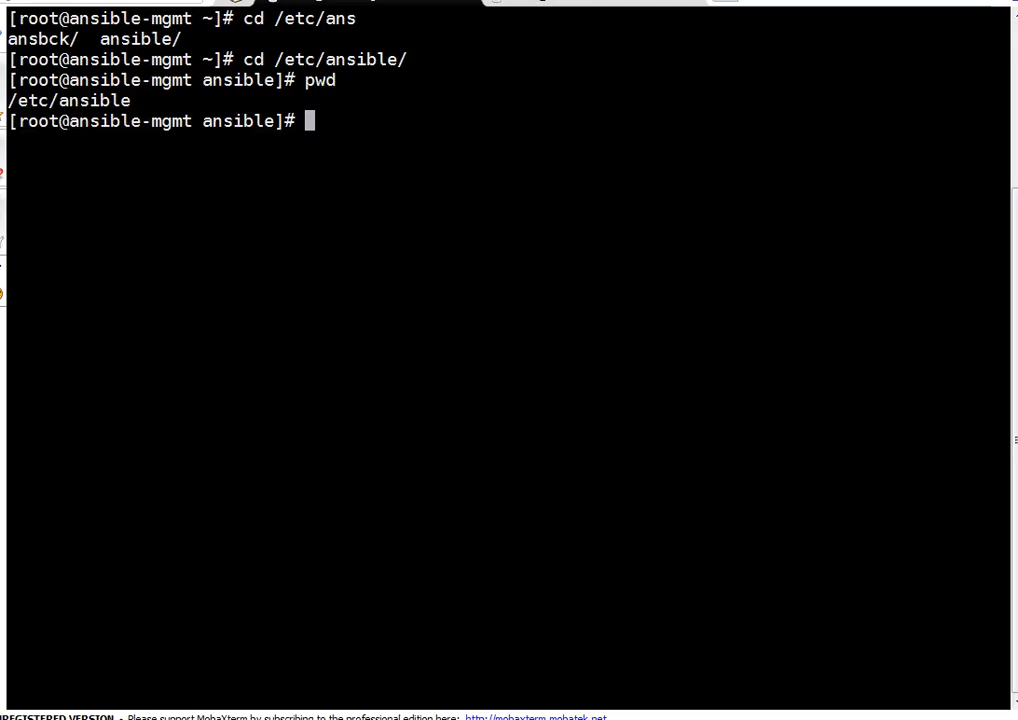 [root@ansible-mgmt ~]# cd /etc/ans
ansbck/  ansible/
[root@ansible-mgmt ~]# cd /etc/ansible/
[root@ansible-mgmt ansible]# pwd
/etc/ansible
[root@ansible-mgmt ansible]#
REGISTERED VERSION - Please support MobaXterm by subscribing to the professional edition here: http://mobaxterm.mobatek.net